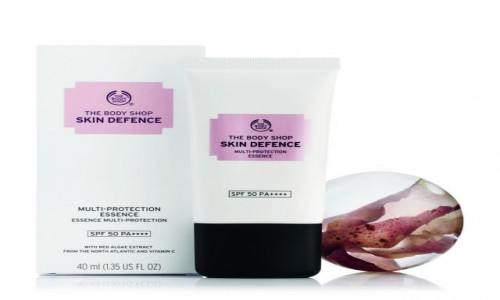 THE BODY SHOP
SKIN DEFENCE
MULTI-PROTECTION
ESSENCE
ESSENCE MULTI-PROTECTION
SPF 50 PA++++
WITH RED ALGAE EXTRACT
FROM THE NORTH ATLANTIC AND VITAMIN C
40 ml (1.35 US FL OZ)
THE BODY SHOP
SKIN DEFENCE
MULTI-PROTECTION
ESSENCE
SPF 50 PA++++